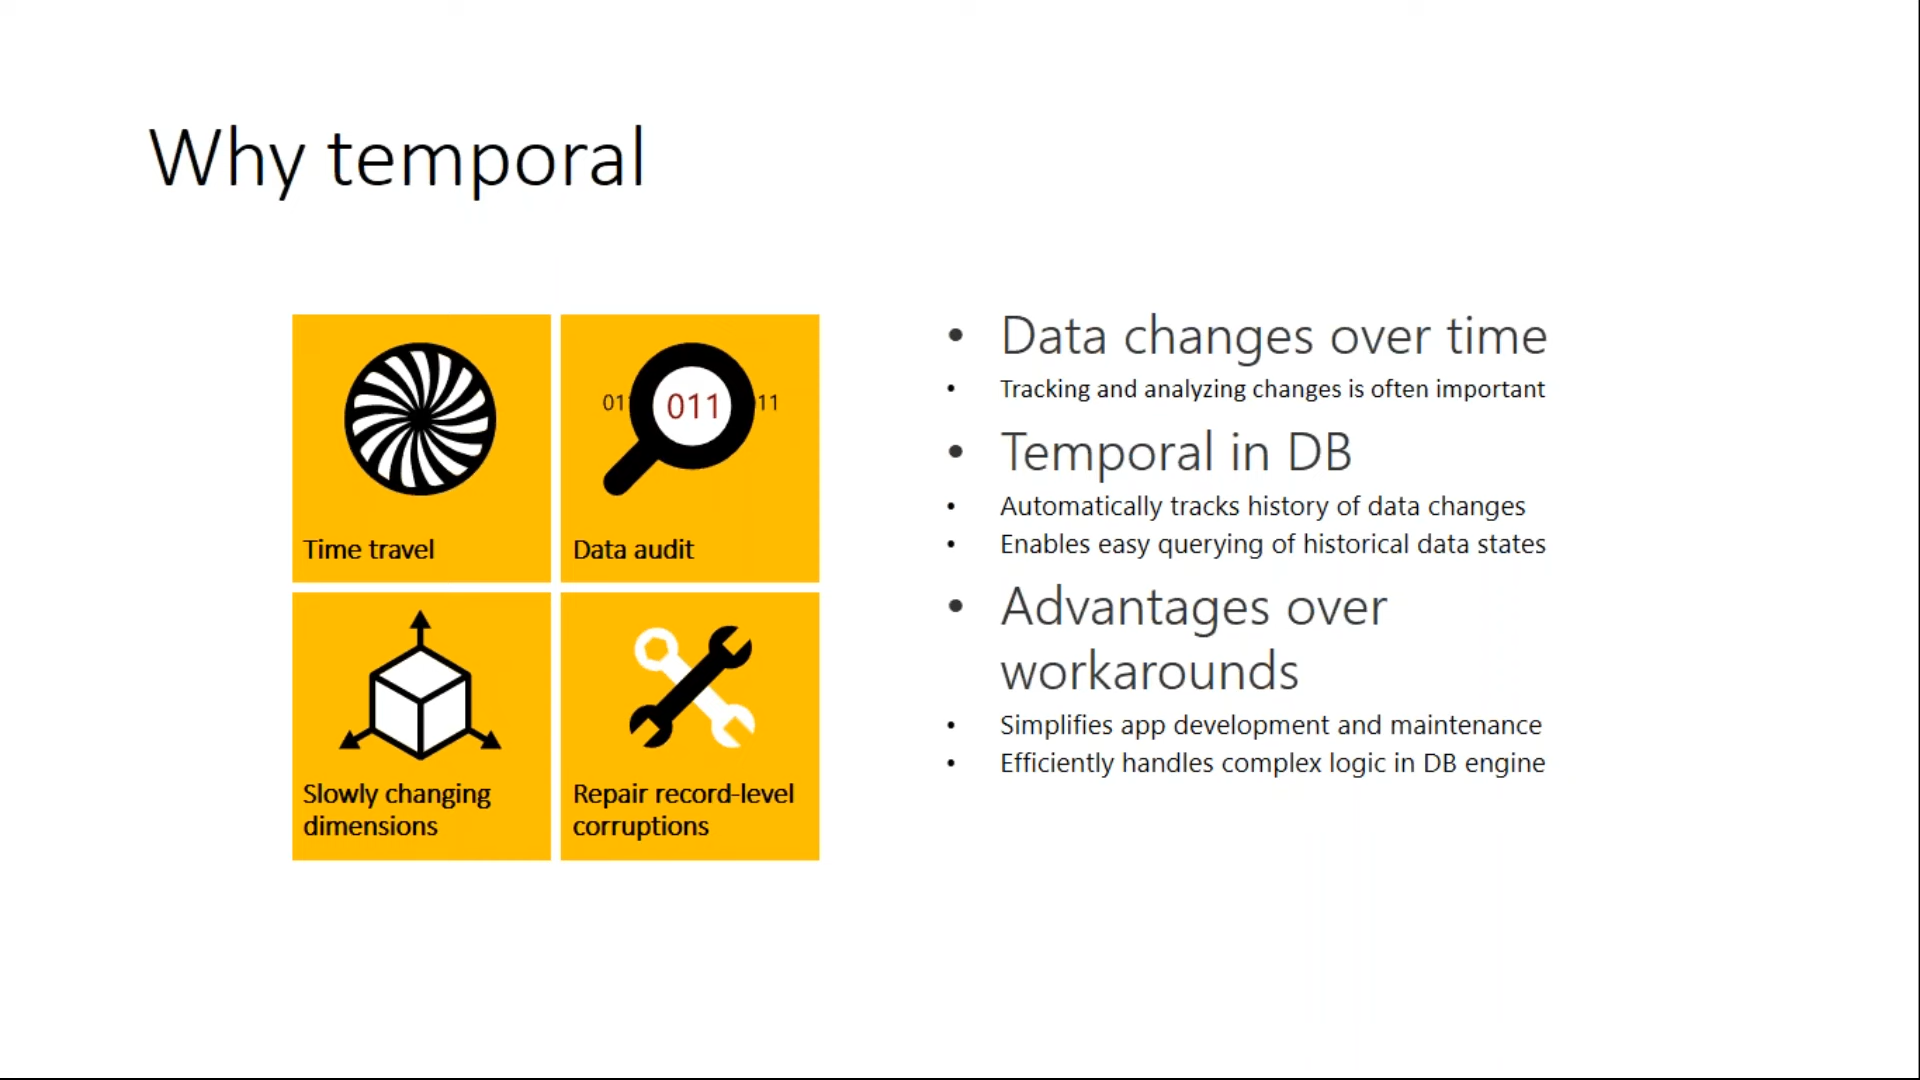 Why temporal
01
011
11
Time travel
Data audit
Slowly changing
dimensions
Repair record-level
corruptions
• Data changes over time
• Tracking and analyzing changes is often important
• Temporal in DB
• Automatically tracks history of data changes
• Enables easy querying of historical data states
• Advantages over
workarounds
• Simplifies app development and maintenance
• Efficiently handles complex logic in DB engine